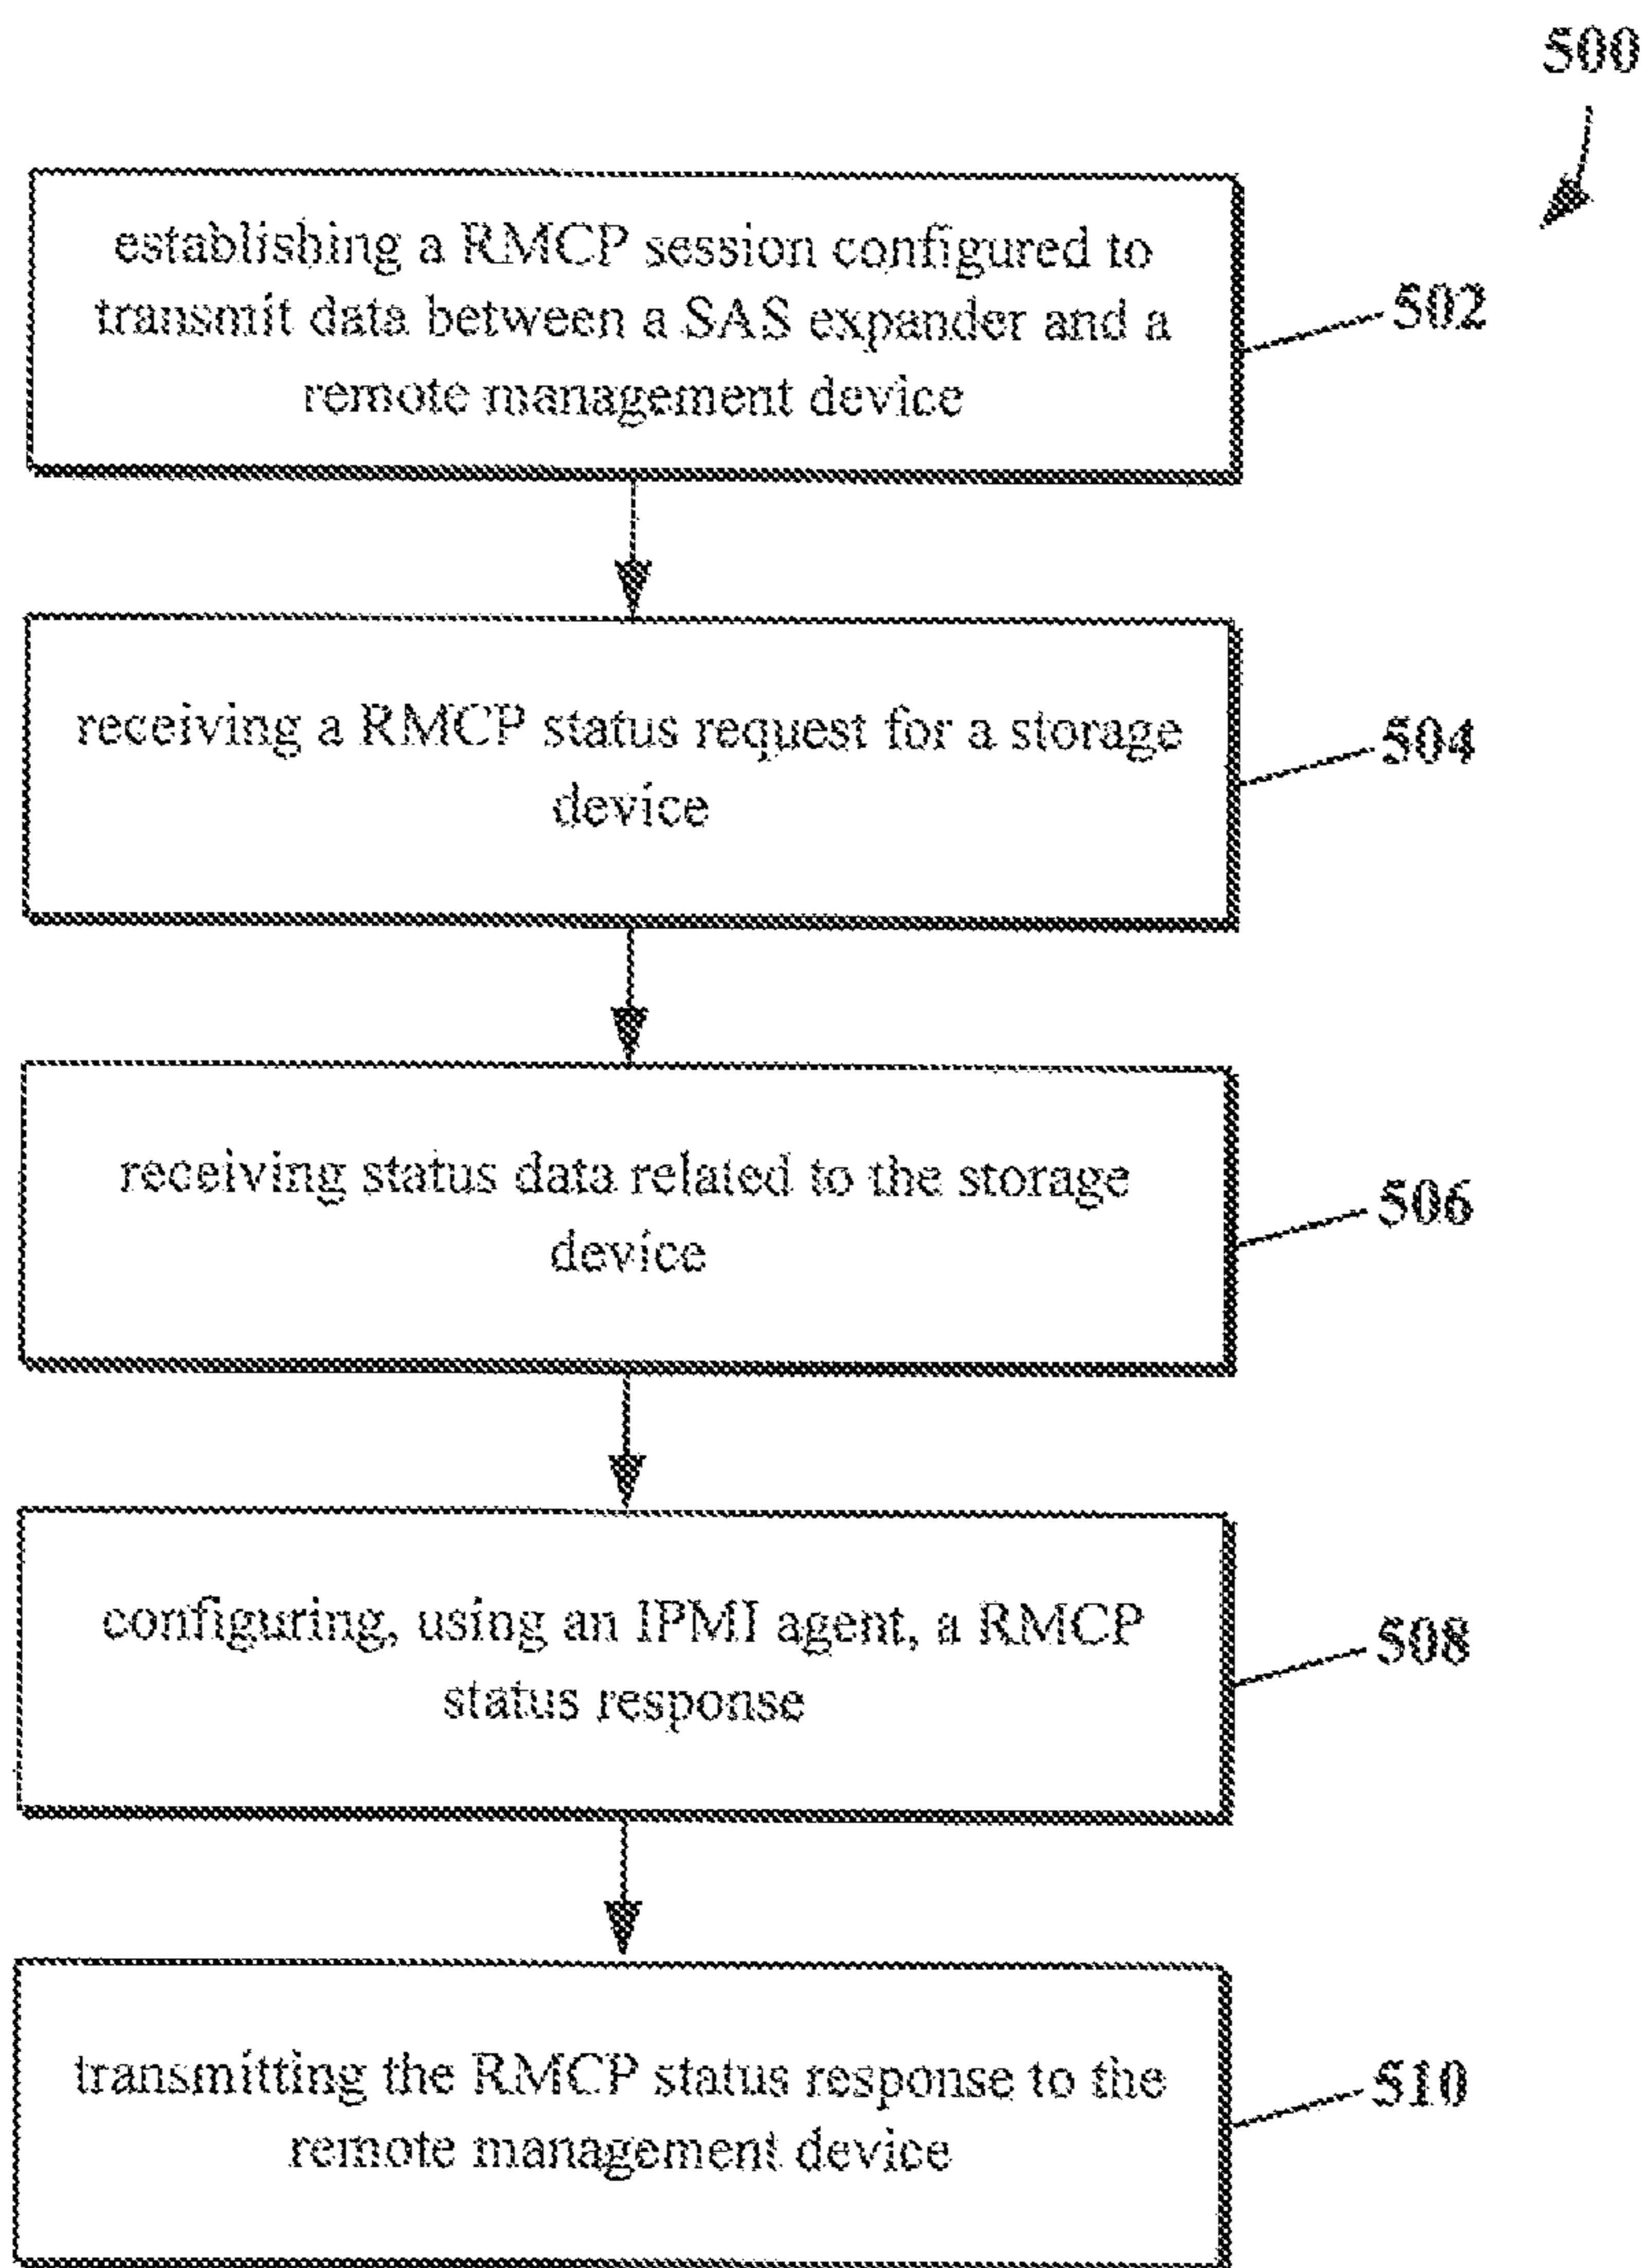 500
establishing a RMCP session configured to
transmit data between a SAS expander and a
remote management device
502
receiving a RMCP status request for a storage
device
504
receiving status data related to the storage
device
506
configuring, using an IPMI agent, a RMCP
status response
508
transmitting the RMCP status response to the
remote management device
510